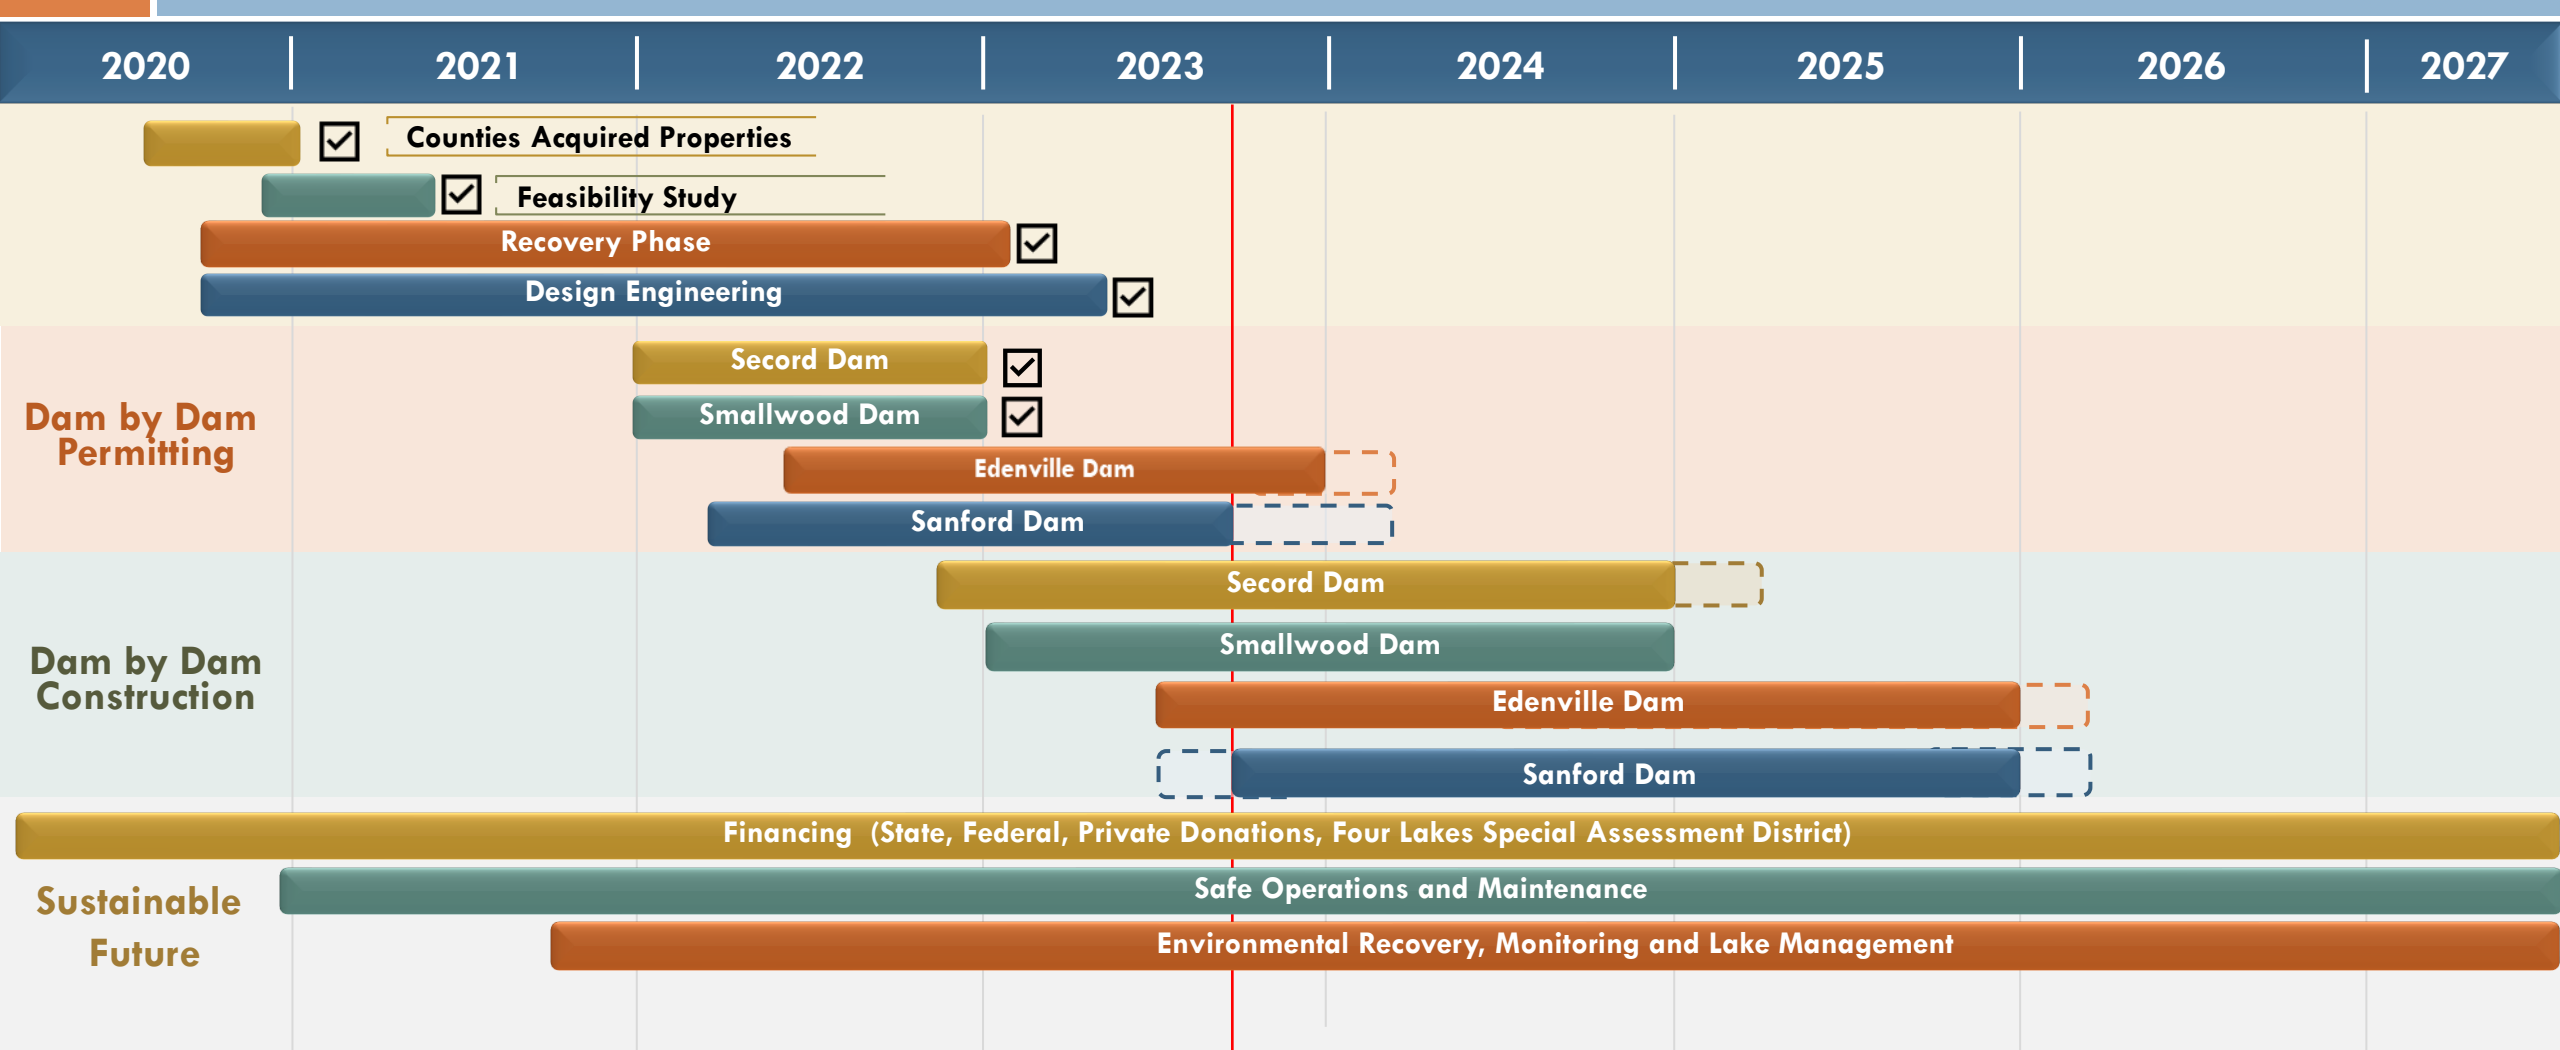 2020 2021 2022 2023 2024 2025 2026 2027
Counties Acquired Properties
Feasibility Study
Recovery Phase
Design Engineering
Dam by Dam
Permitting
Secord Dam
Smallwood Dam
Edenville Dam
Sanford Dam
Dam by Dam
Construction
Secord Dam
Smallwood Dam
Edenville Dam
Sanford Dam
Financing  (State, Federal, Private Donations, Four Lakes Special Assessment District)
Sustainable
Future
Safe Operations and Maintenance
Environmental Recovery, Monitoring and Lake Management